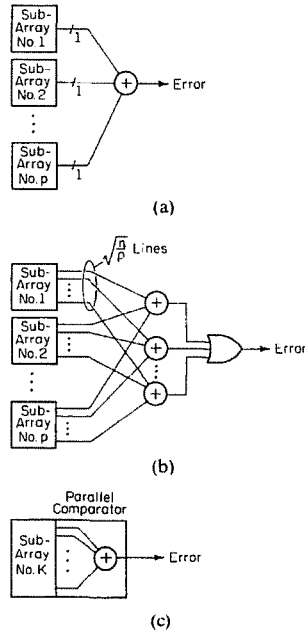 Sub-
Array
No. 1
1
Sub-
Array
No. 2
1
+
Error
Sub-
Array
No. p
1
(a)
√n/p Lines
Sub-
Array
No. 1
Sub-
Array
No. 2
Sub-
Array
No. p
+
+
+
Error
(b)
Parallel
Comparator
Sub-
Array
No. K
+
Error
(c)